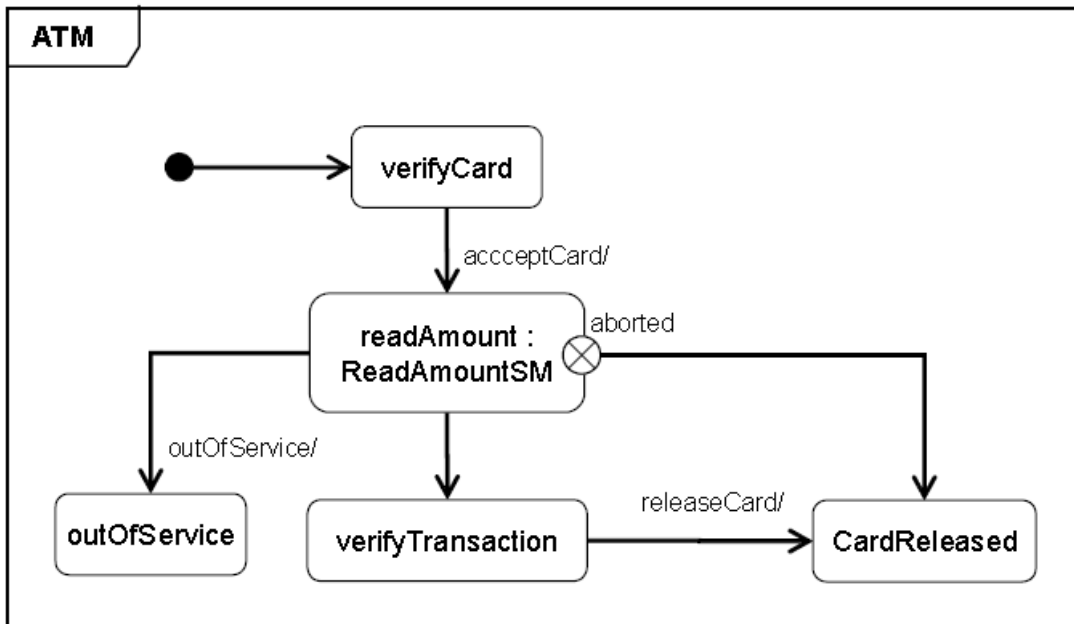 ATM
verifyCard
accceptCard/
readAmount :
ReadAmountSM
aborted
outOfService/
releaseCard/
outOfService
verifyTransaction
CardReleased